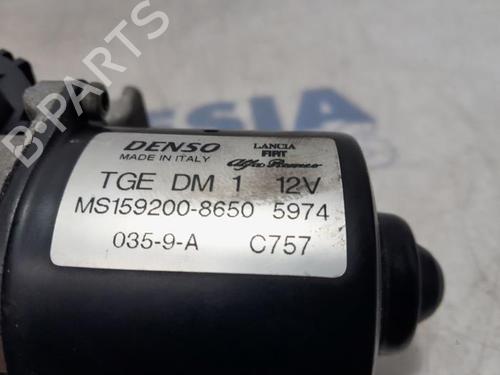 B-PARTS
DENSO
MADE IN ITALY
LANCIA
FIAT
Alfa Romeo
TGE DM 1 12V
MS159200-8650 5974
035-9-A C757